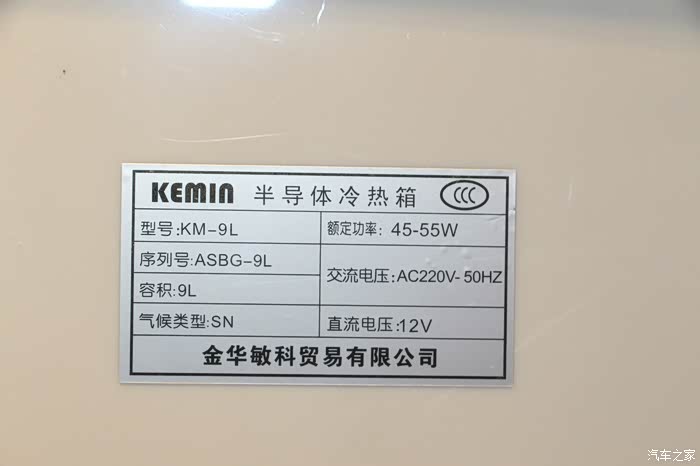 KEMIN 半导体冷热箱 CCC
型号:KM-9L
额定功率: 45-55W
序列号:ASBG-9L
交流电压:AC220V-50HZ
容积:9L
气候类型:SN
直流电压:12V
金华敏科贸易有限公司
汽车之家